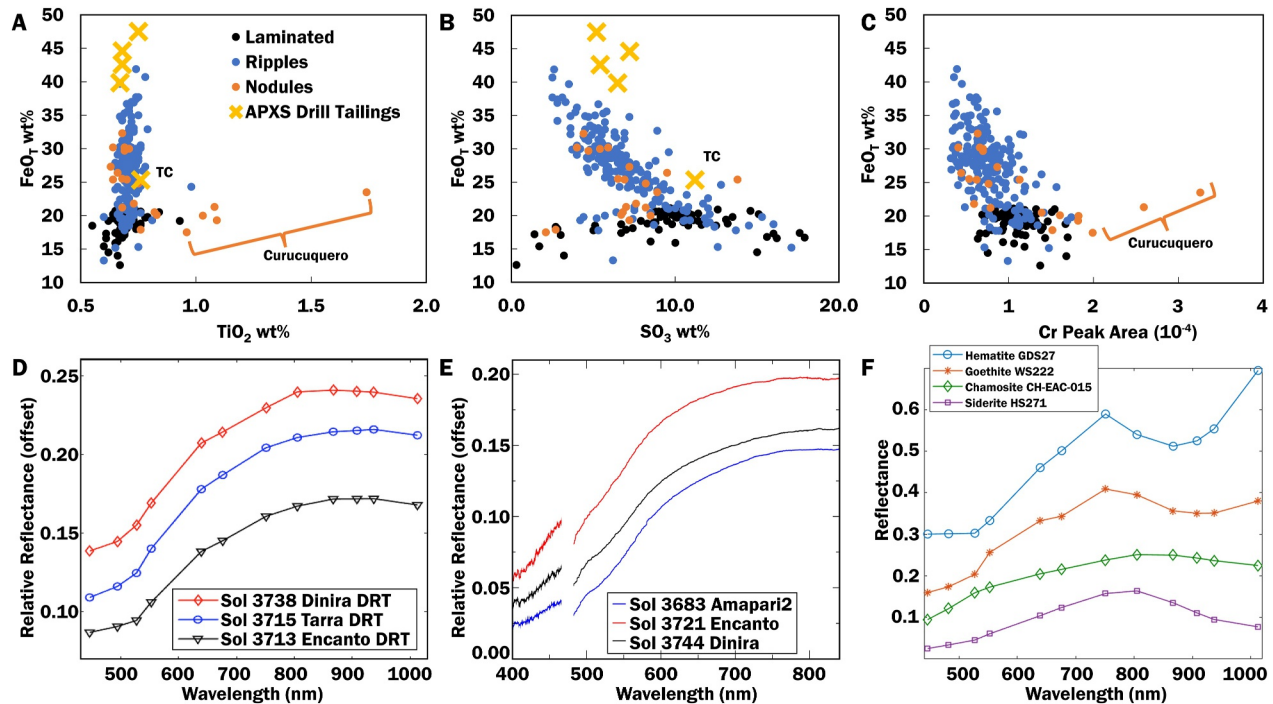 A
FeOT wt%
50
45
40
35
30
25
20
15
10
Laminated
Ripples
Nodules
APXS Drill Tailings
TC
Curucuquero
0.5
1.0
1.5
2.0
TiO2 wt%
B
FeOT wt%
50
45
40
35
30
25
20
15
10
TC
0.0
10.0
20.0
SO3 wt%
C
FeOT wt%
50
45
40
35
30
25
20
15
10
Curucuquero
0
1
2
3
4
Cr Peak Area (10-4)
D
Relative Reflectance (offset)
0.25
0.20
0.15
0.10
Sol 3738 Dinira DRT
Sol 3715 Tarra DRT
Sol 3713 Encanto DRT
500
600
700
800
900
1000
Wavelength (nm)
E
Relative Reflectance (offset)
0.20
0.15
0.10
0.05
0.00
Sol 3683 Amapari2
Sol 3721 Encanto
Sol 3744 Dinira
400
500
600
700
800
Wavelength (nm)
F
Hematite GDS27
Goethite WS222
Chamosite CH-EAC-015
Siderite HS271
Reflectance
0.6
0.5
0.4
0.3
0.2
0.1
500
600
700
800
900
1000
Wavelength (nm)